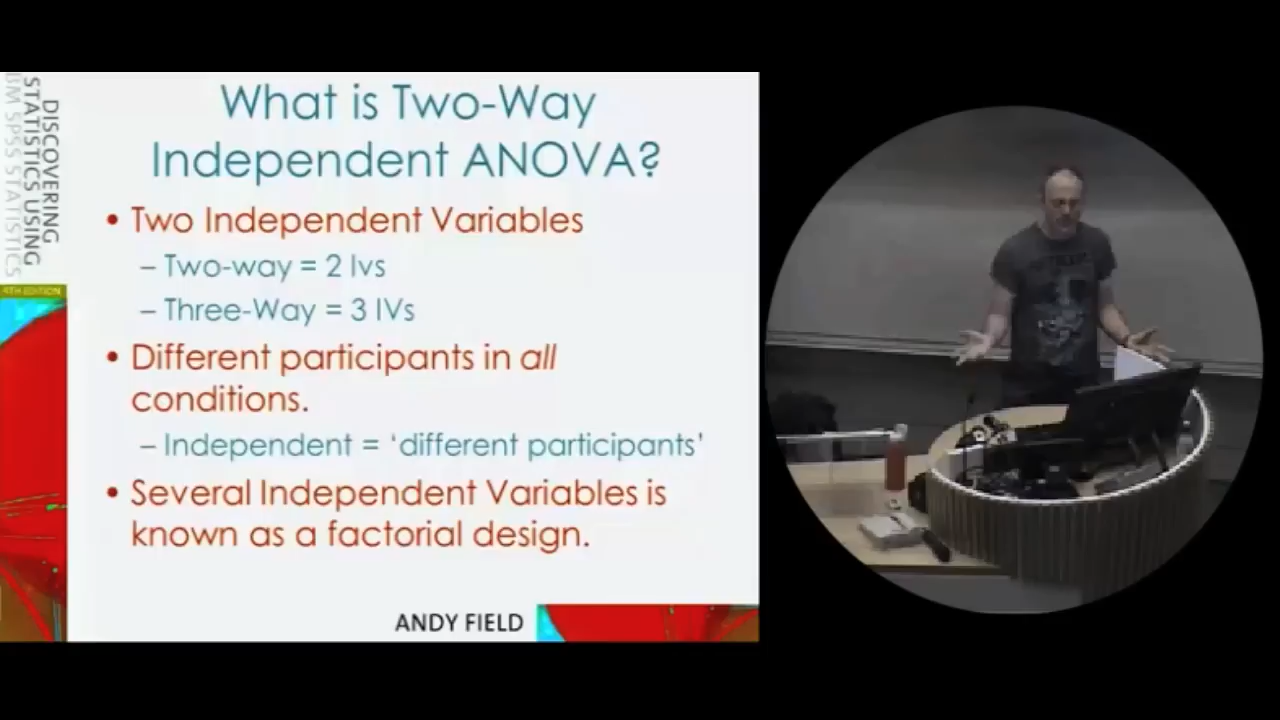 DISCOVERING
STATISTICS USING
IBM SPSS STATISTICS
4TH EDITION
What is Two-Way
Independent ANOVA?
• Two Independent Variables
– Two-way = 2 Ivs
– Three-Way = 3 IVs
• Different participants in all
conditions.
– Independent = ‘different participants’
• Several Independent Variables is
known as a factorial design.
ANDY FIELD